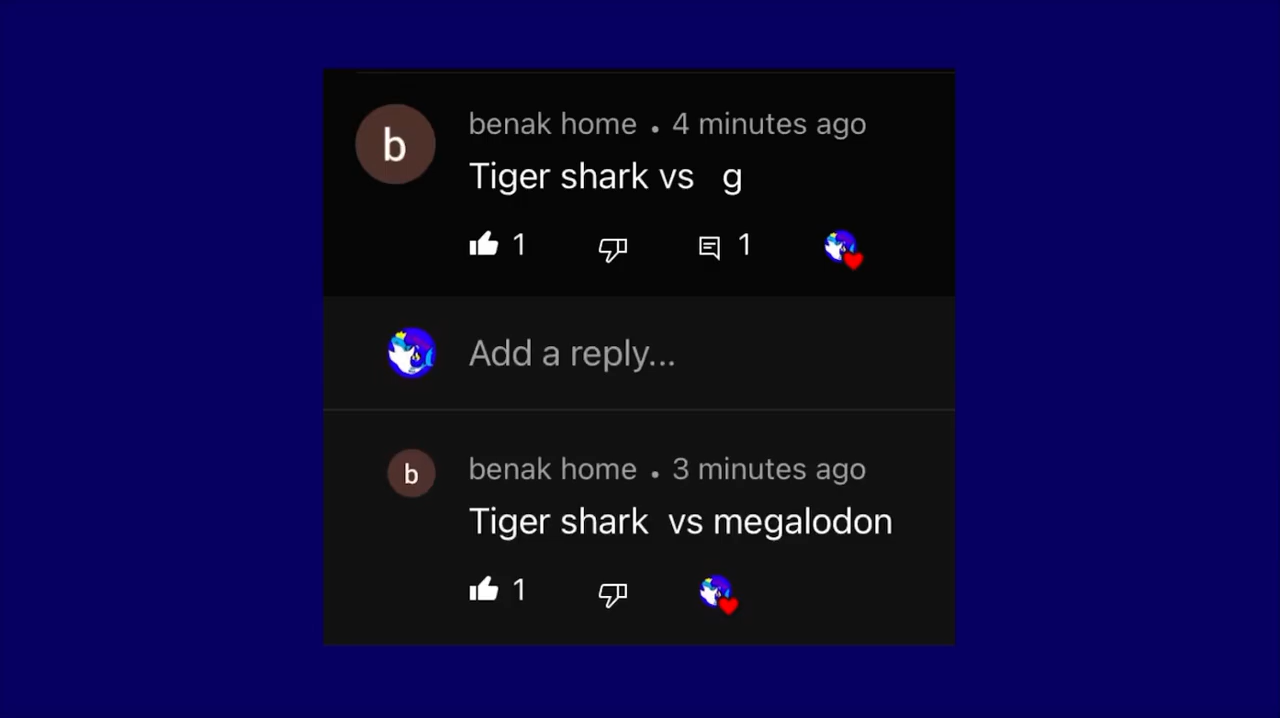 b
benak home . 4 minutes ago
Tiger shark vs   g
1 1
Add a reply...
b
benak home . 3 minutes ago
Tiger shark  vs megalodon
1